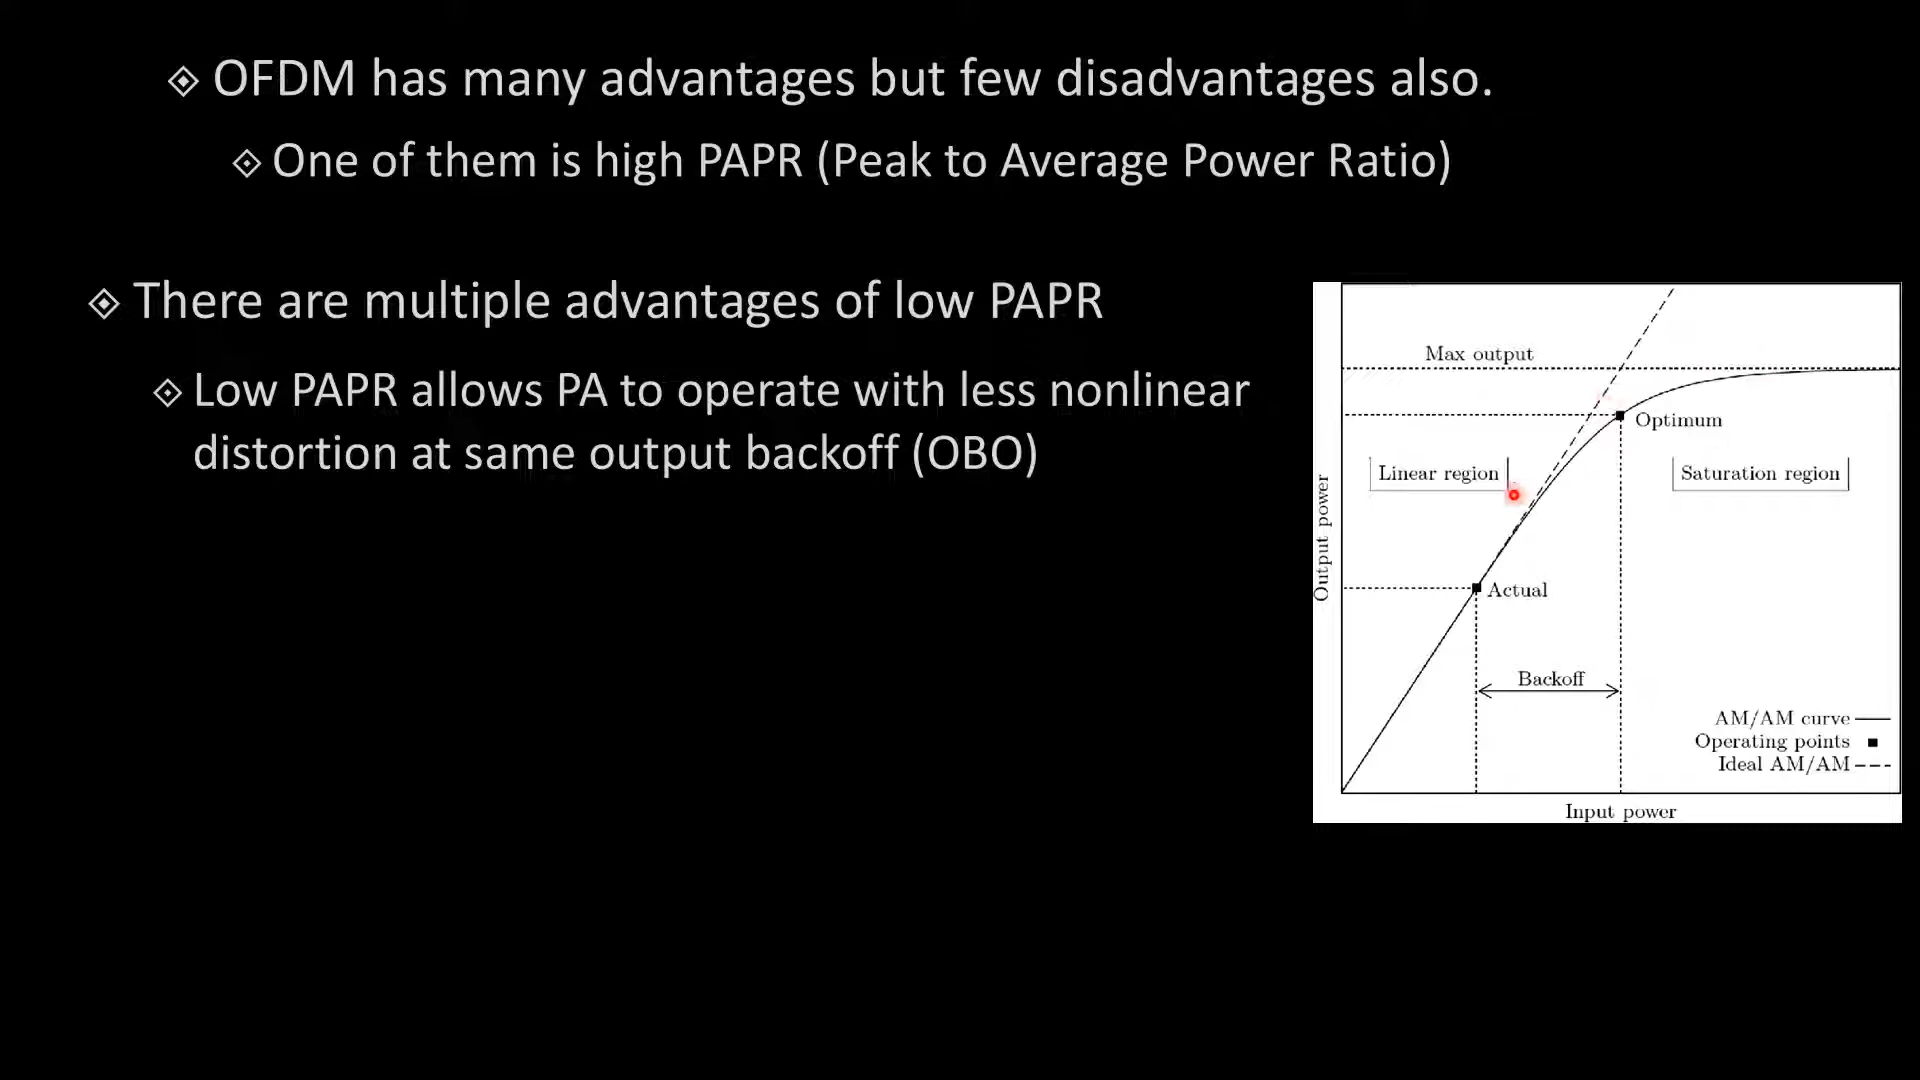 OFDM has many advantages but few disadvantages also.
One of them is high PAPR (Peak to Average Power Ratio)
There are multiple advantages of low PAPR
Low PAPR allows PA to operate with less nonlinear
distortion at same output backoff (OBO)
Max output
Optimum
Linear region
Saturation region
Output power
Actual
Backoff
AM/AM curve
Operating points
Ideal AM/AM
Input power